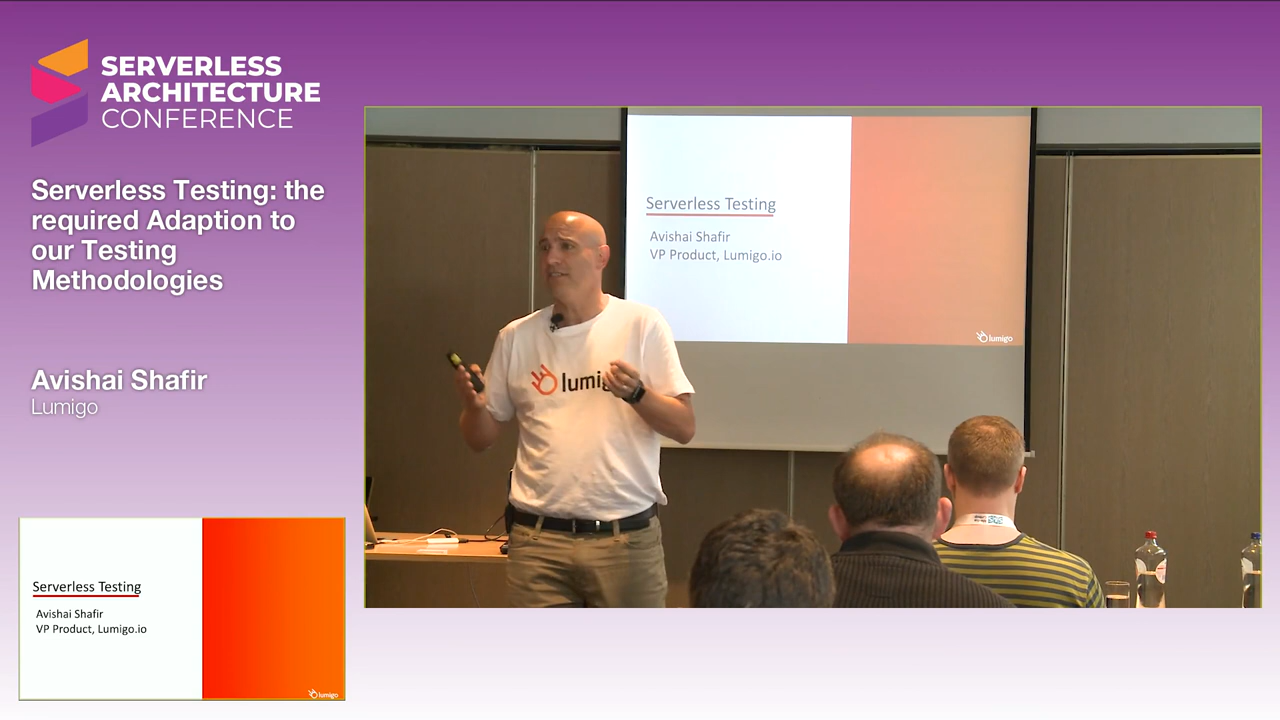 SERVERLESS
ARCHITECTURE
CONFERENCE
Serverless Testing: the
required Adaption to
our Testing
Methodologies
Avishai Shafir
Lumigo
Serverless Testing
Avishai Shafir
VP Product, Lumigo.io
lumigo
Serverless Testing
Avishai Shafir
VP Product, Lumigo.io
lumigo